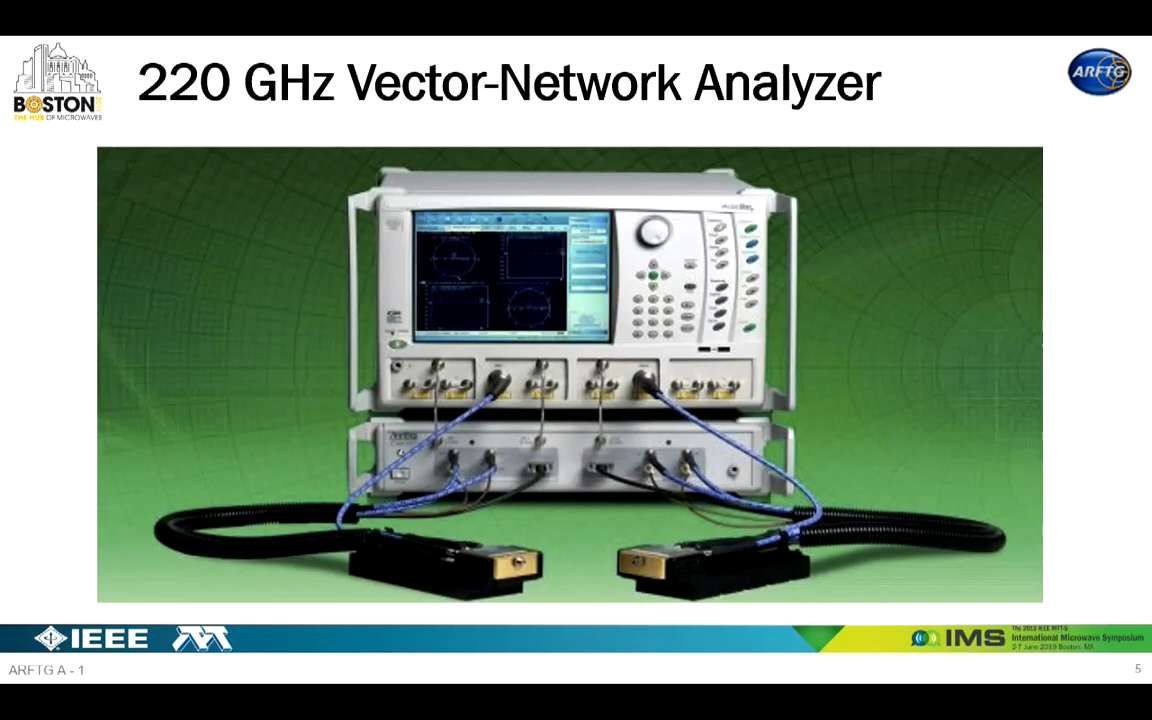 BOSTON
THE HUB OF MICROWAVES
220 GHz Vector-Network Analyzer
ARFTG
Anritsu
IEEE
IMS
The 2019 IEEE MTT-S
International Microwave Symposium
2-7 June 2019 Boston, MA
ARFTG A - 1
5